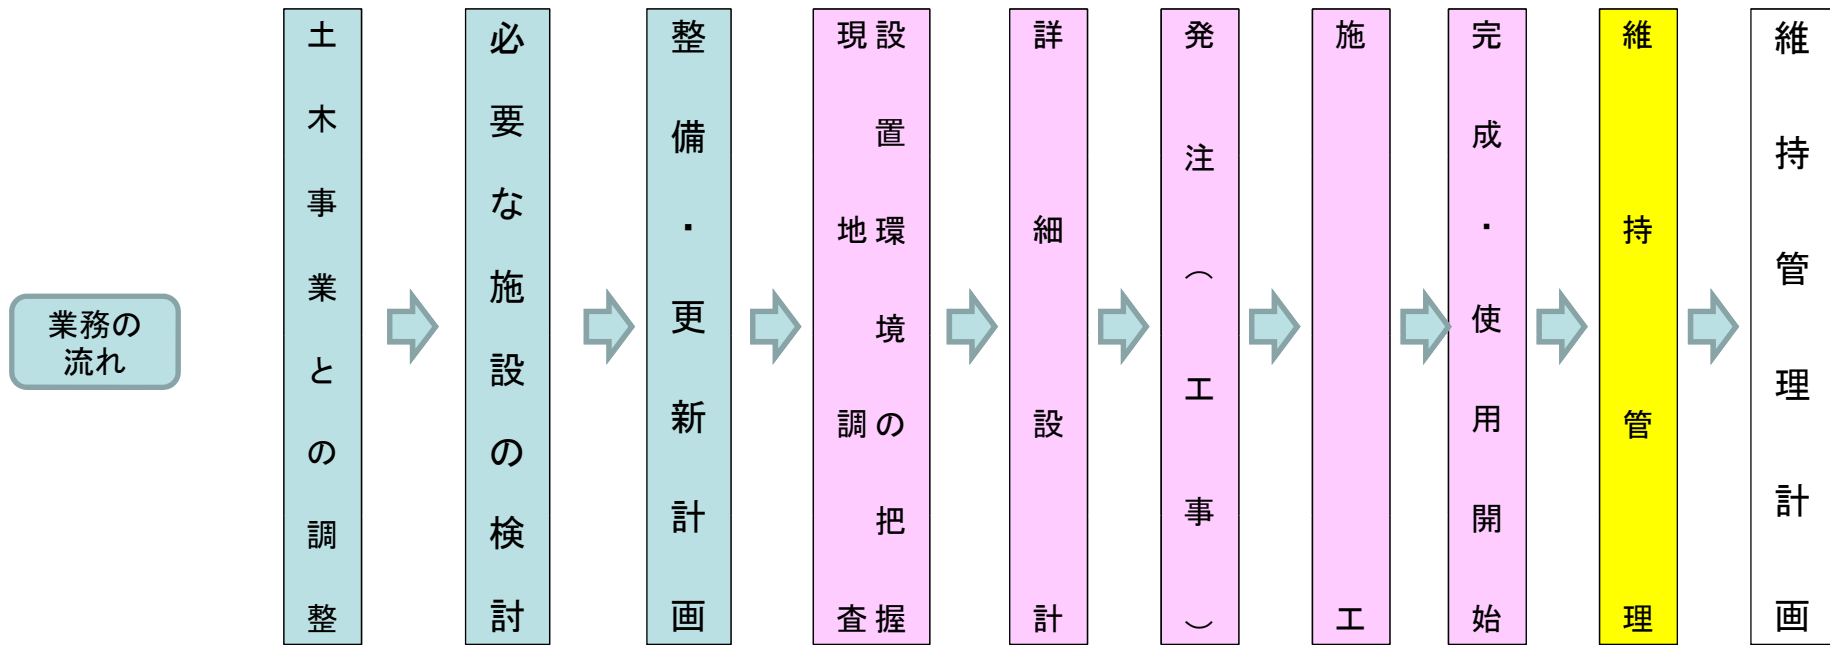 業務の
流れ
土木事業との調整
必要な施設の検討
整備・更新計画
設置環境の把握
現地調査
詳細設計
発注（工事）
施工
完成・使用開始
維持管理
維持管理計画